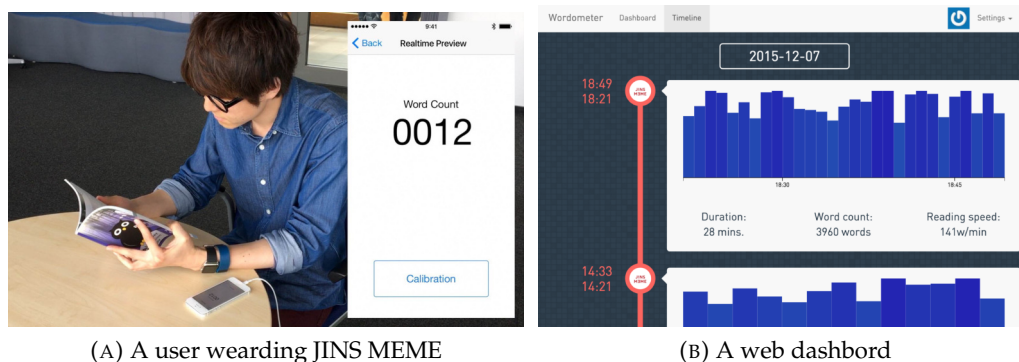 9:41
Back
Realtime Preview
Word Count
0012
Calibration
(A) A user wearding JINS MEME
Wordometer
Dashboard
Timeline
Settings
2015-12-07
18:49
18:21
JINS
MEME
18:30
18:45
Duration:
28 mins.
Word count:
3960 words
Reading speed:
141w/min
14:33
14:21
JINS
MEME
(B) A web dashbord